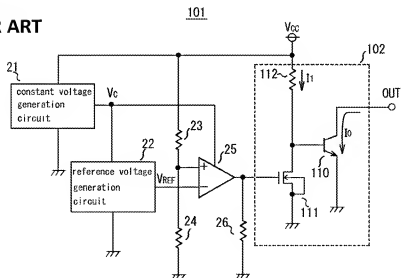 101
R ART
VCC
21
102
112
I1
OUT
constant voltage
generation
circuit
VC
23
I0
22
25
110
reference voltage
generation
circuit
VREF
+
−
111
24
26